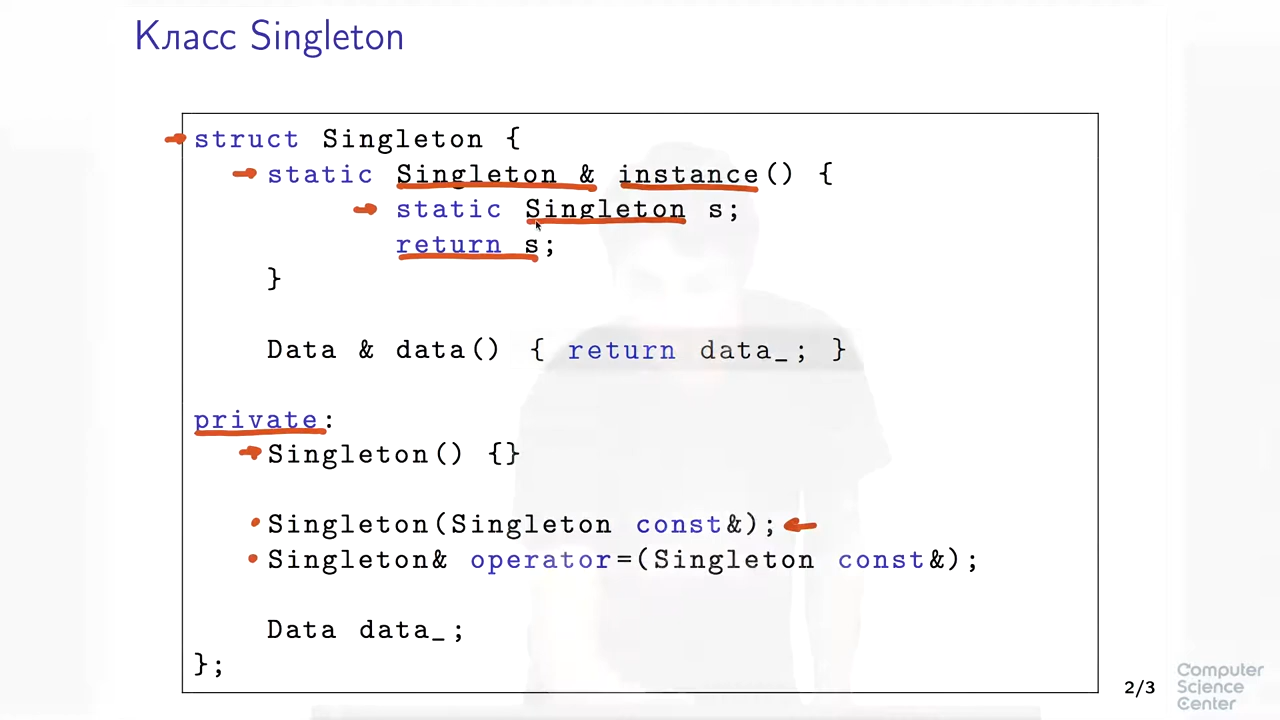 Класс Singleton
struct Singleton {
static Singleton & instance() {
static Singleton s;
return s;
}
Data & data() { return data_; }
private:
Singleton() {}
Singleton(Singleton const&);
Singleton& operator=(Singleton const&);
Data data_;
};
2/3
Computer
Science
Center